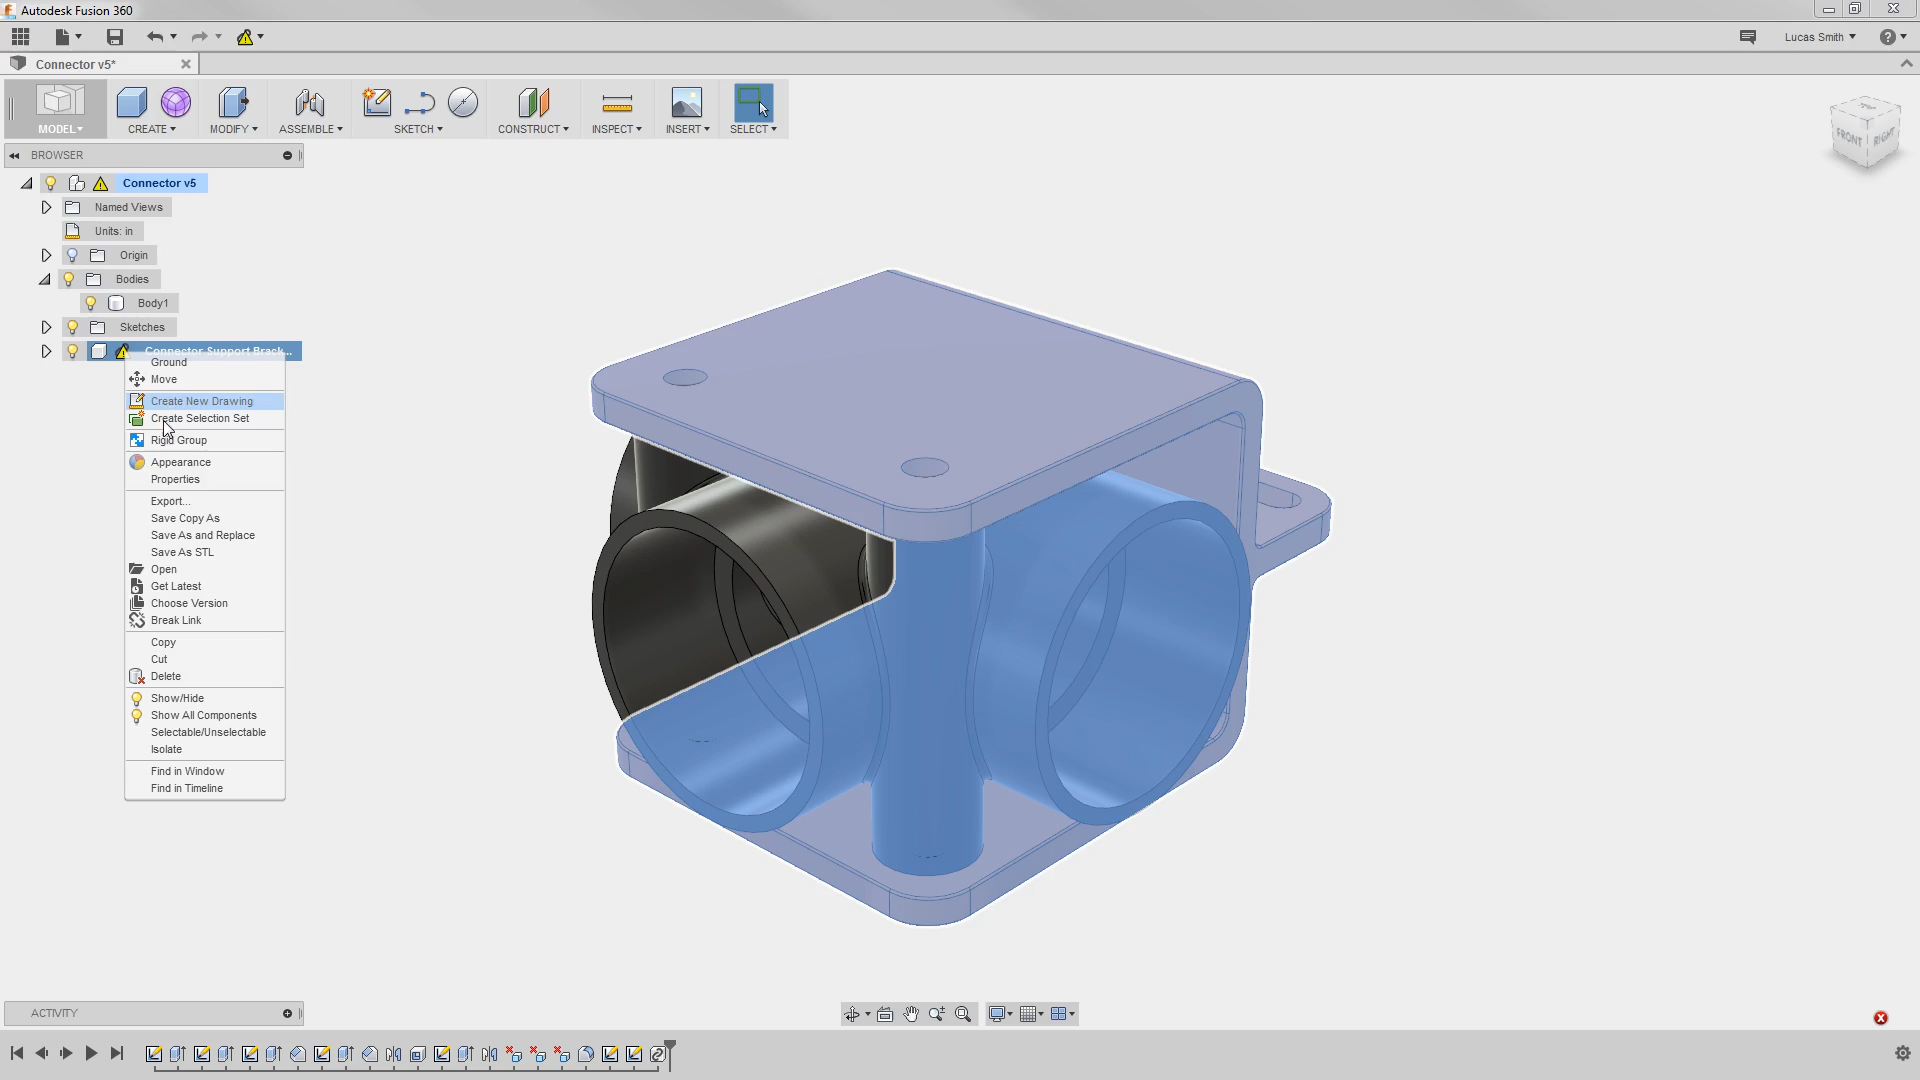 Autodesk Fusion 360
Lucas Smith
Connector v5*
MODEL
CREATE
MODIFY
ASSEMBLE
SKETCH
CONSTRUCT
INSPECT
INSERT
SELECT
FRONT
RIGHT
BROWSER
Connector v5
Named Views
Units: in
Origin
Bodies
Body1
Sketches
Connector Support Brack...
Ground
Move
Create New Drawing
Create Selection Set
Rigid Group
Appearance
Properties
Export...
Save Copy As
Save As and Replace
Save As STL
Open
Get Latest
Choose Version
Break Link
Copy
Cut
Delete
Show/Hide
Show All Components
Selectable/Unselectable
Isolate
Find in Window
Find in Timeline
ACTIVITY